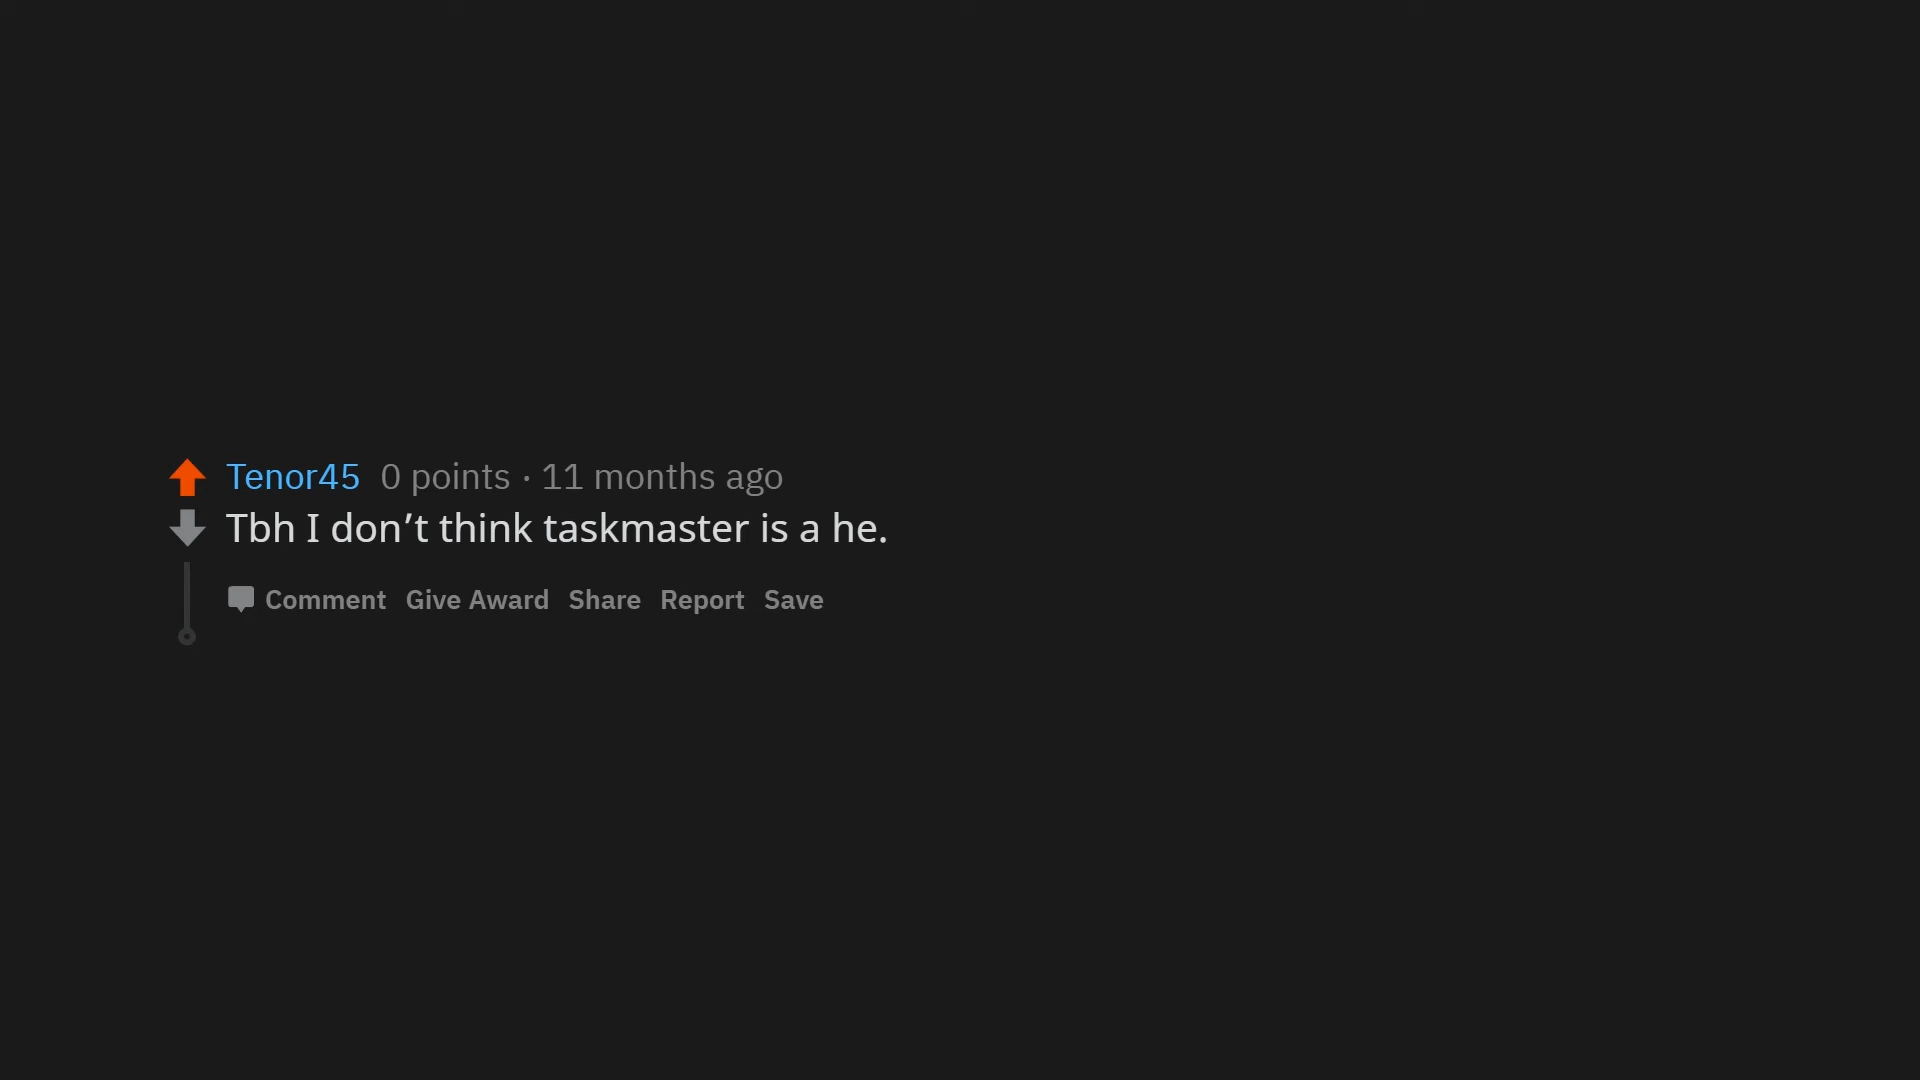 Tenor45 0 points · 11 months ago
Tbh I don’t think taskmaster is a he.
Comment Give Award Share Report Save